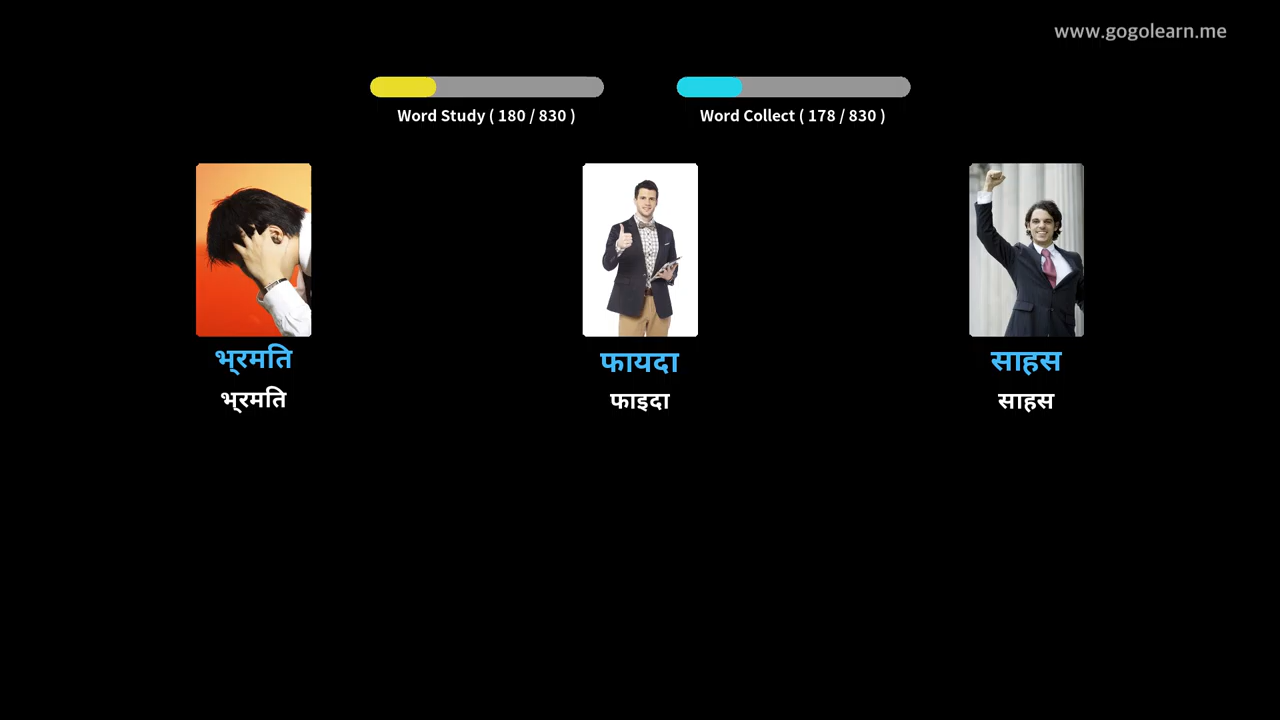 www.gogolearn.me
Word Study ( 180 / 830 )
Word Collect ( 178 / 830 )
भ्रमति
फायदा
साहस
भ्रमति
फाइदा
साहस